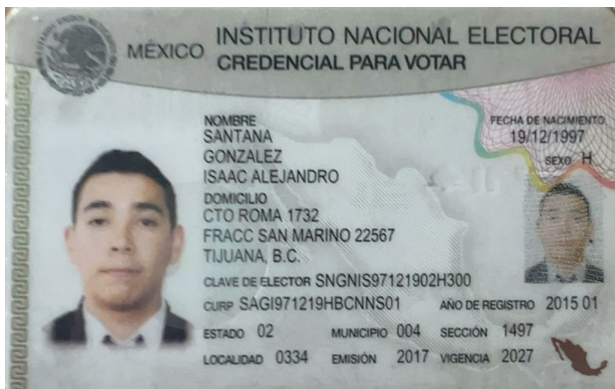 MÉXICO INSTITUTO NACIONAL ELECTORAL
CREDENCIAL PARA VOTAR
NOMBRE
SANTANA
GONZALEZ
ISAAC ALEJANDRO
FECHA DE NACIMIENTO
19/12/1997
SEXO H
DOMICILIO
CTO ROMA 1732
FRACC SAN MARINO 22567
TIJUANA, B.C.
CLAVE DE ELECTOR SNGNIS97121902H300
CURP SAGI971219HBCNNS01 AÑO DE REGISTRO 2015 01
ESTADO 02 MUNICIPIO 004 SECCIÓN 1497
LOCALIDAD 0334 EMISIÓN 2017 VIGENCIA 2027